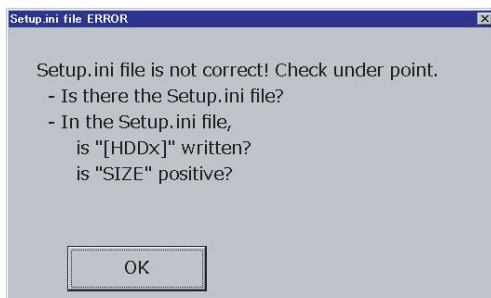 Setup.ini file ERROR
Setup.ini file is not correct! Check under point.
- Is there the Setup.ini file?
- In the Setup.ini file,
is "[HDDx]" written?
is "SIZE" positive?
OK